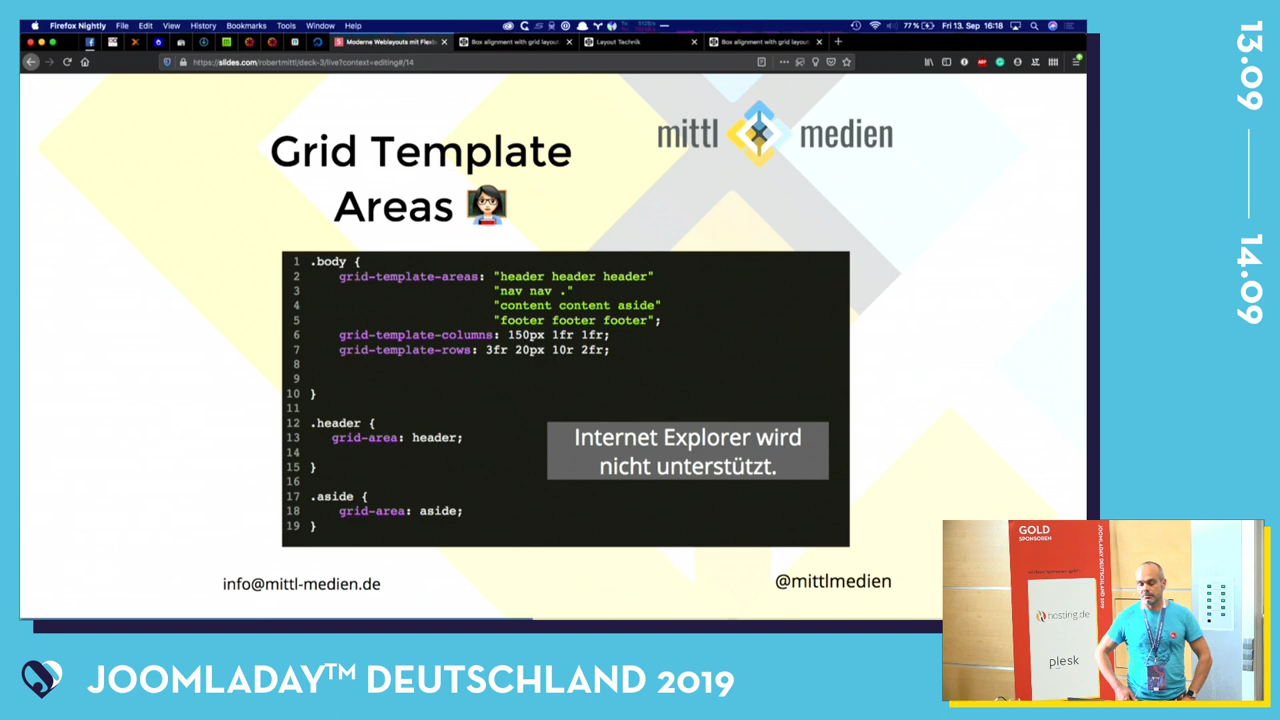 Firefox Nightly File Edit View History Bookmarks Tools Window Help
77 % Fri 13. Sep 16:18
Moderne Weblayouts mit Flexb
Box alignment with grid layout
Layout Technik
Box alignment with grid layout
https://slides.com/robertmittl/deck-3/live?context=editing#/14
Grid Template
Areas
mittl medien
1 .body {
2 grid-template-areas: "header header header"
3 "nav nav ."
4 "content content aside"
5 "footer footer footer";
6 grid-template-columns: 150px 1fr 1fr;
7 grid-template-rows: 3fr 20px 10r 2fr;
8
9
10 }
11
12 .header {
13 grid-area: header;
14
15 }
16
17 .aside {
18 grid-area: aside;
19 }
Internet Explorer wird
nicht unterstützt.
info@mittl-medien.de
@mittlmedien
13.09
14.09
GOLD
SPONSOREN
JOOMLADAY DEUTSCHLAND 2019
hosting.de
plesk
JOOMLADAY™ DEUTSCHLAND 2019